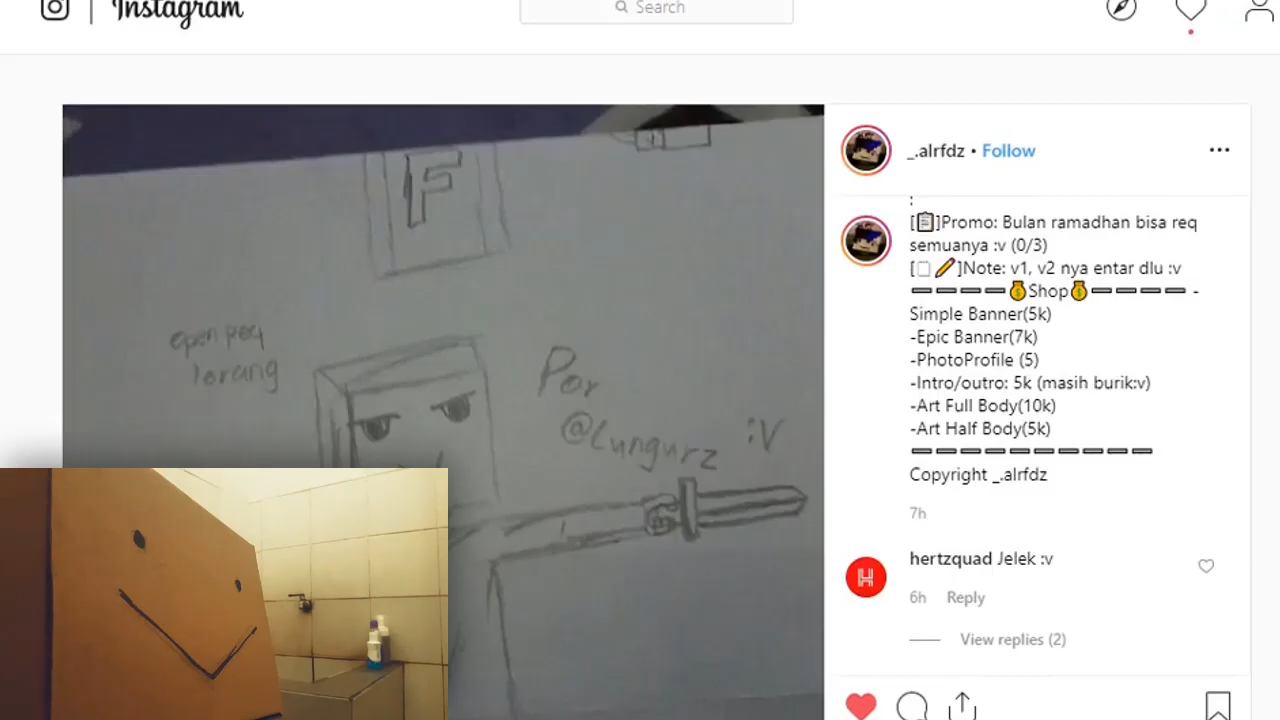 Instagram
Search
F
open req
1orang
Por
@Lungurz :v
_.alrfdz • Follow
:
[📋]Promo: Bulan ramadhan bisa req
semuanya :v (0/3)
[📋✏️]Note: v1, v2 nya entar dlu :v
➖➖➖➖💰Shop💰➖➖➖➖ -
Simple Banner(5k)
-Epic Banner(7k)
-PhotoProfile (5)
-Intro/outro: 5k (masih burik:v)
-Art Full Body(10k)
-Art Half Body(5k)
➖➖➖➖➖➖➖➖➖➖
Copyright _.alrfdz
7h
hertzquad Jelek :v
6h Reply
View replies (2)